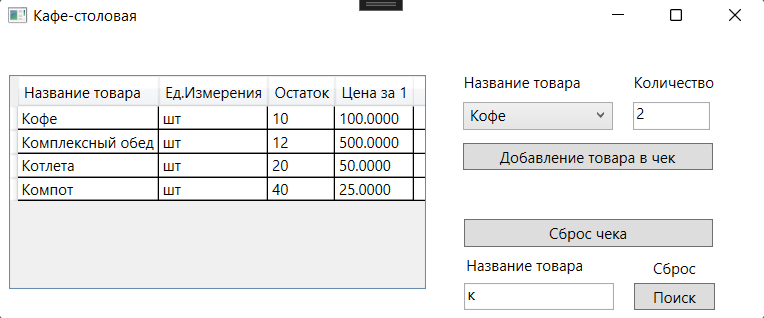 Кафе-столовая
Название товара Ед.Измерения Остаток Цена за 1
Кофе шт 10 100.0000
Комплексный обед шт 12 500.0000
Котлета шт 20 50.0000
Компот шт 40 25.0000
Название товара Количество
Кофе 2
Добавление товара в чек
Сброс чека
Название товара Сброс
к Поиск